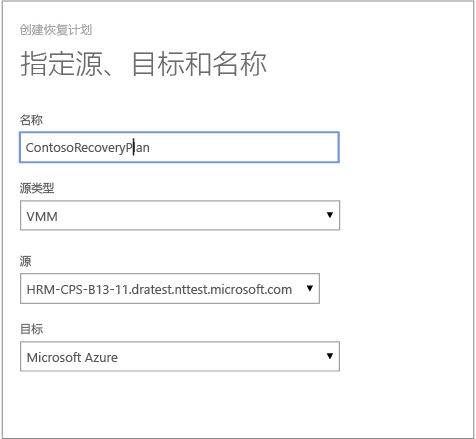 创建恢复计划
指定源、目标和名称
名称
ContosoRecoveryPlan
源类型
VMM
源
HRM-CPS-B13-11.dratest.nttest.microsoft.com
目标
Microsoft Azure